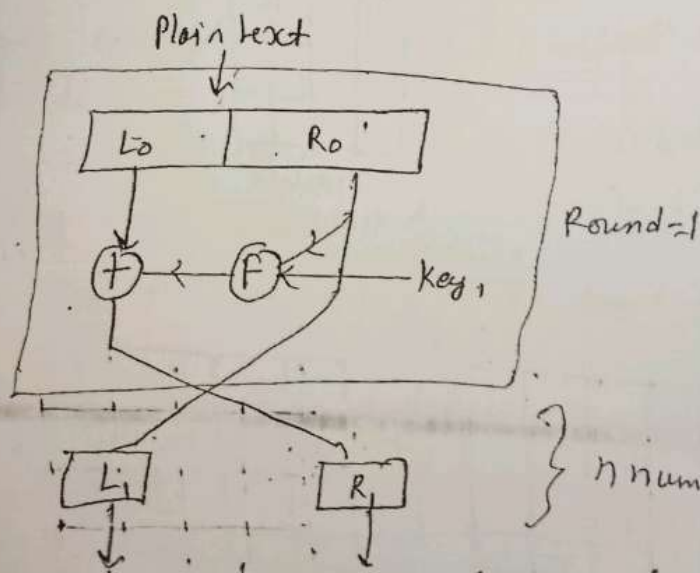 Plain text
L0 R0
Round=1
+ F Key1
L1 R1
n num